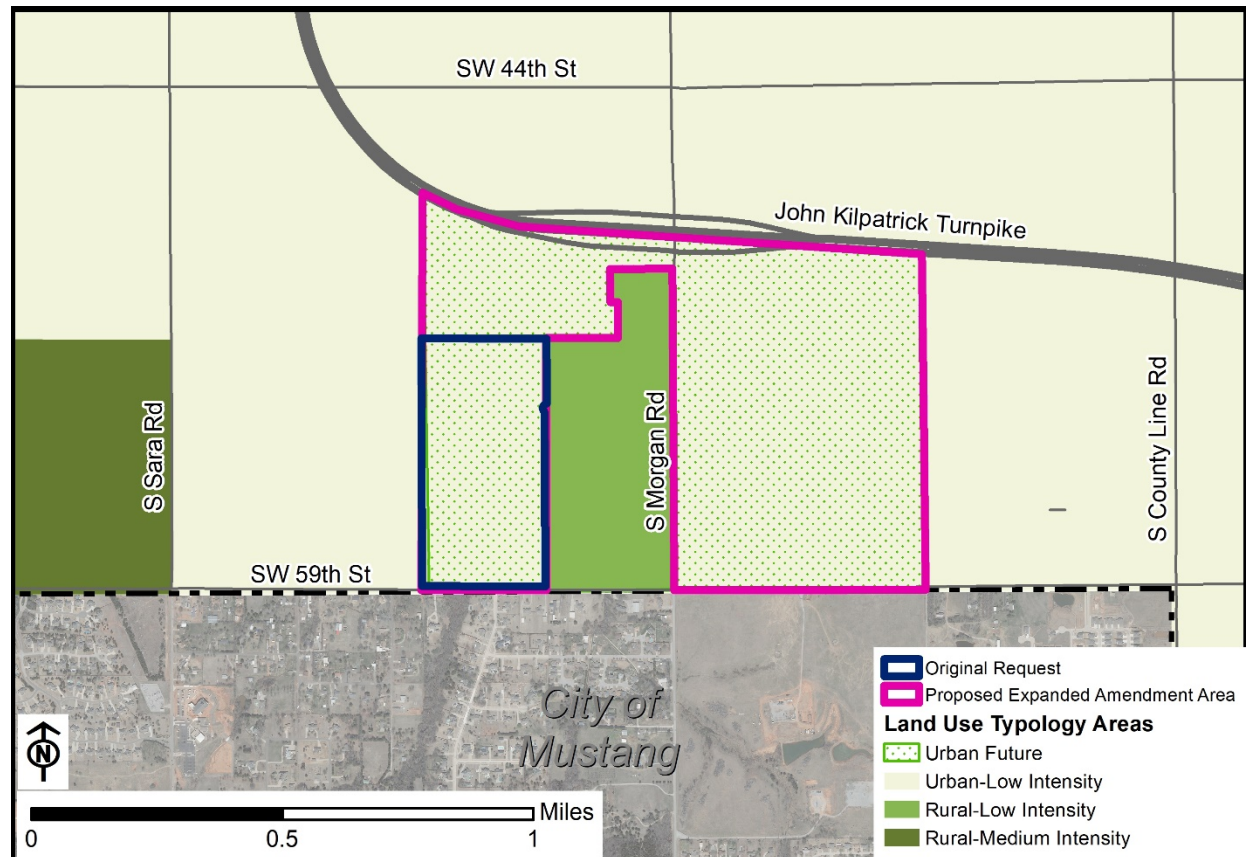 SW 44th St
John Kilpatrick Turnpike
S Sara Rd
S Morgan Rd
S County Line Rd
SW 59th St
City of
Mustang
N
Miles
0
0.5
1
Original Request
Proposed Expanded Amendment Area
Land Use Typology Areas
Urban Future
Urban-Low Intensity
Rural-Low Intensity
Rural-Medium Intensity